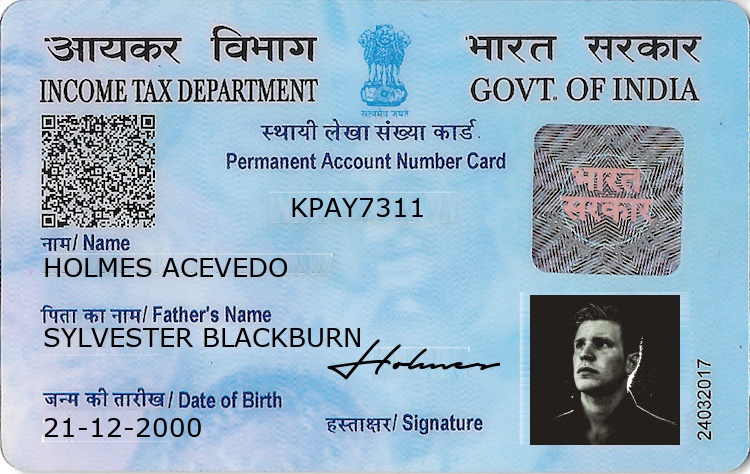 आयकर विभाग
INCOME TAX DEPARTMENT
सत्यमेव जयते
भारत सरकार
GOVT. OF INDIA
स्थायी लेखा संख्या कार्ड
Permanent Account Number Card
KPAY7311
भारत
सरकार
नाम/ Name
HOLMES ACEVEDO
पिता का नाम/ Father's Name
SYLVESTER BLACKBURN
Holmes
जन्म की तारीख/ Date of Birth
21-12-2000
हस्ताक्षर/ Signature
24032017